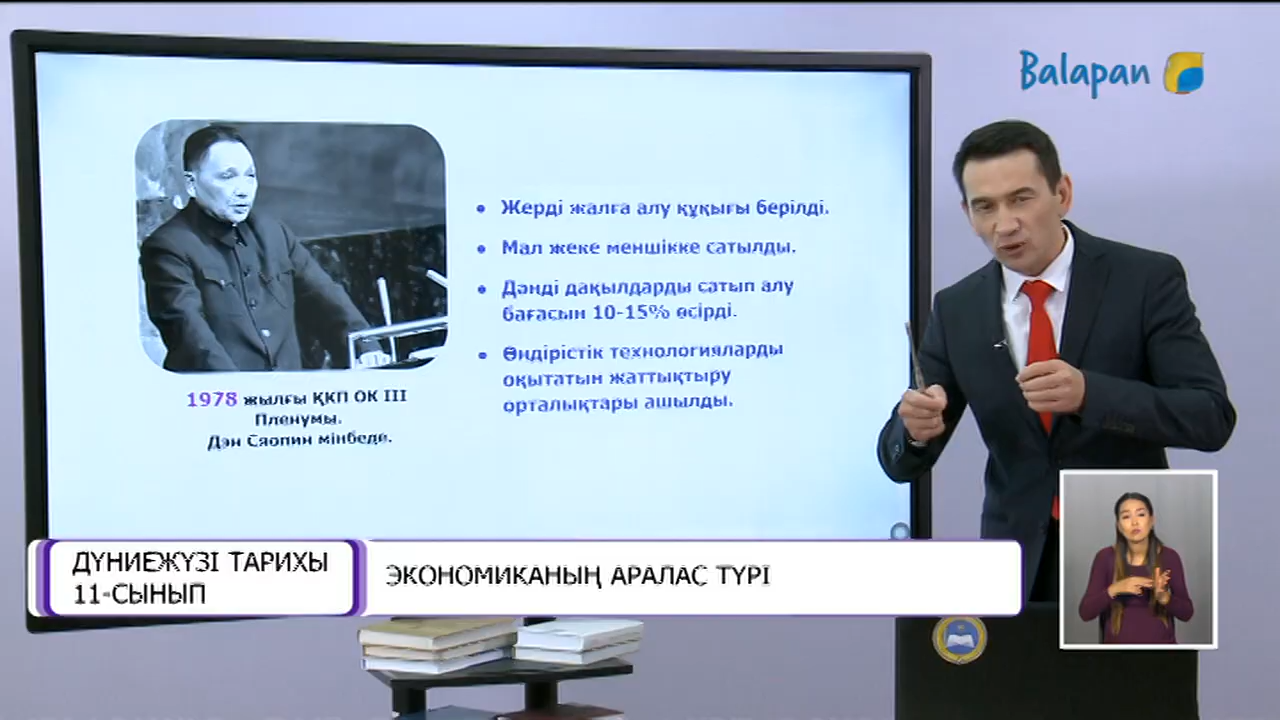 Balapan
• Жерді жалға алу құқығы берілді.
• Мал жеке меншікке сатылды.
• Дәнді дақылдарды сатып алу
бағасын 10-15% өсірді.
• Өндірістік технологияларды
оқытатын жаттықтыру
орталықтары ашылды.
1978 жылғы ҚКП ОК III
Пленумы.
Дэн Сяопин мінбеде.
ДҮНИЕЖҮЗІ ТАРИХЫ
11-СЫНЫП
ЭКОНОМИКАНЫҢ АРАЛАС ТҮРІ